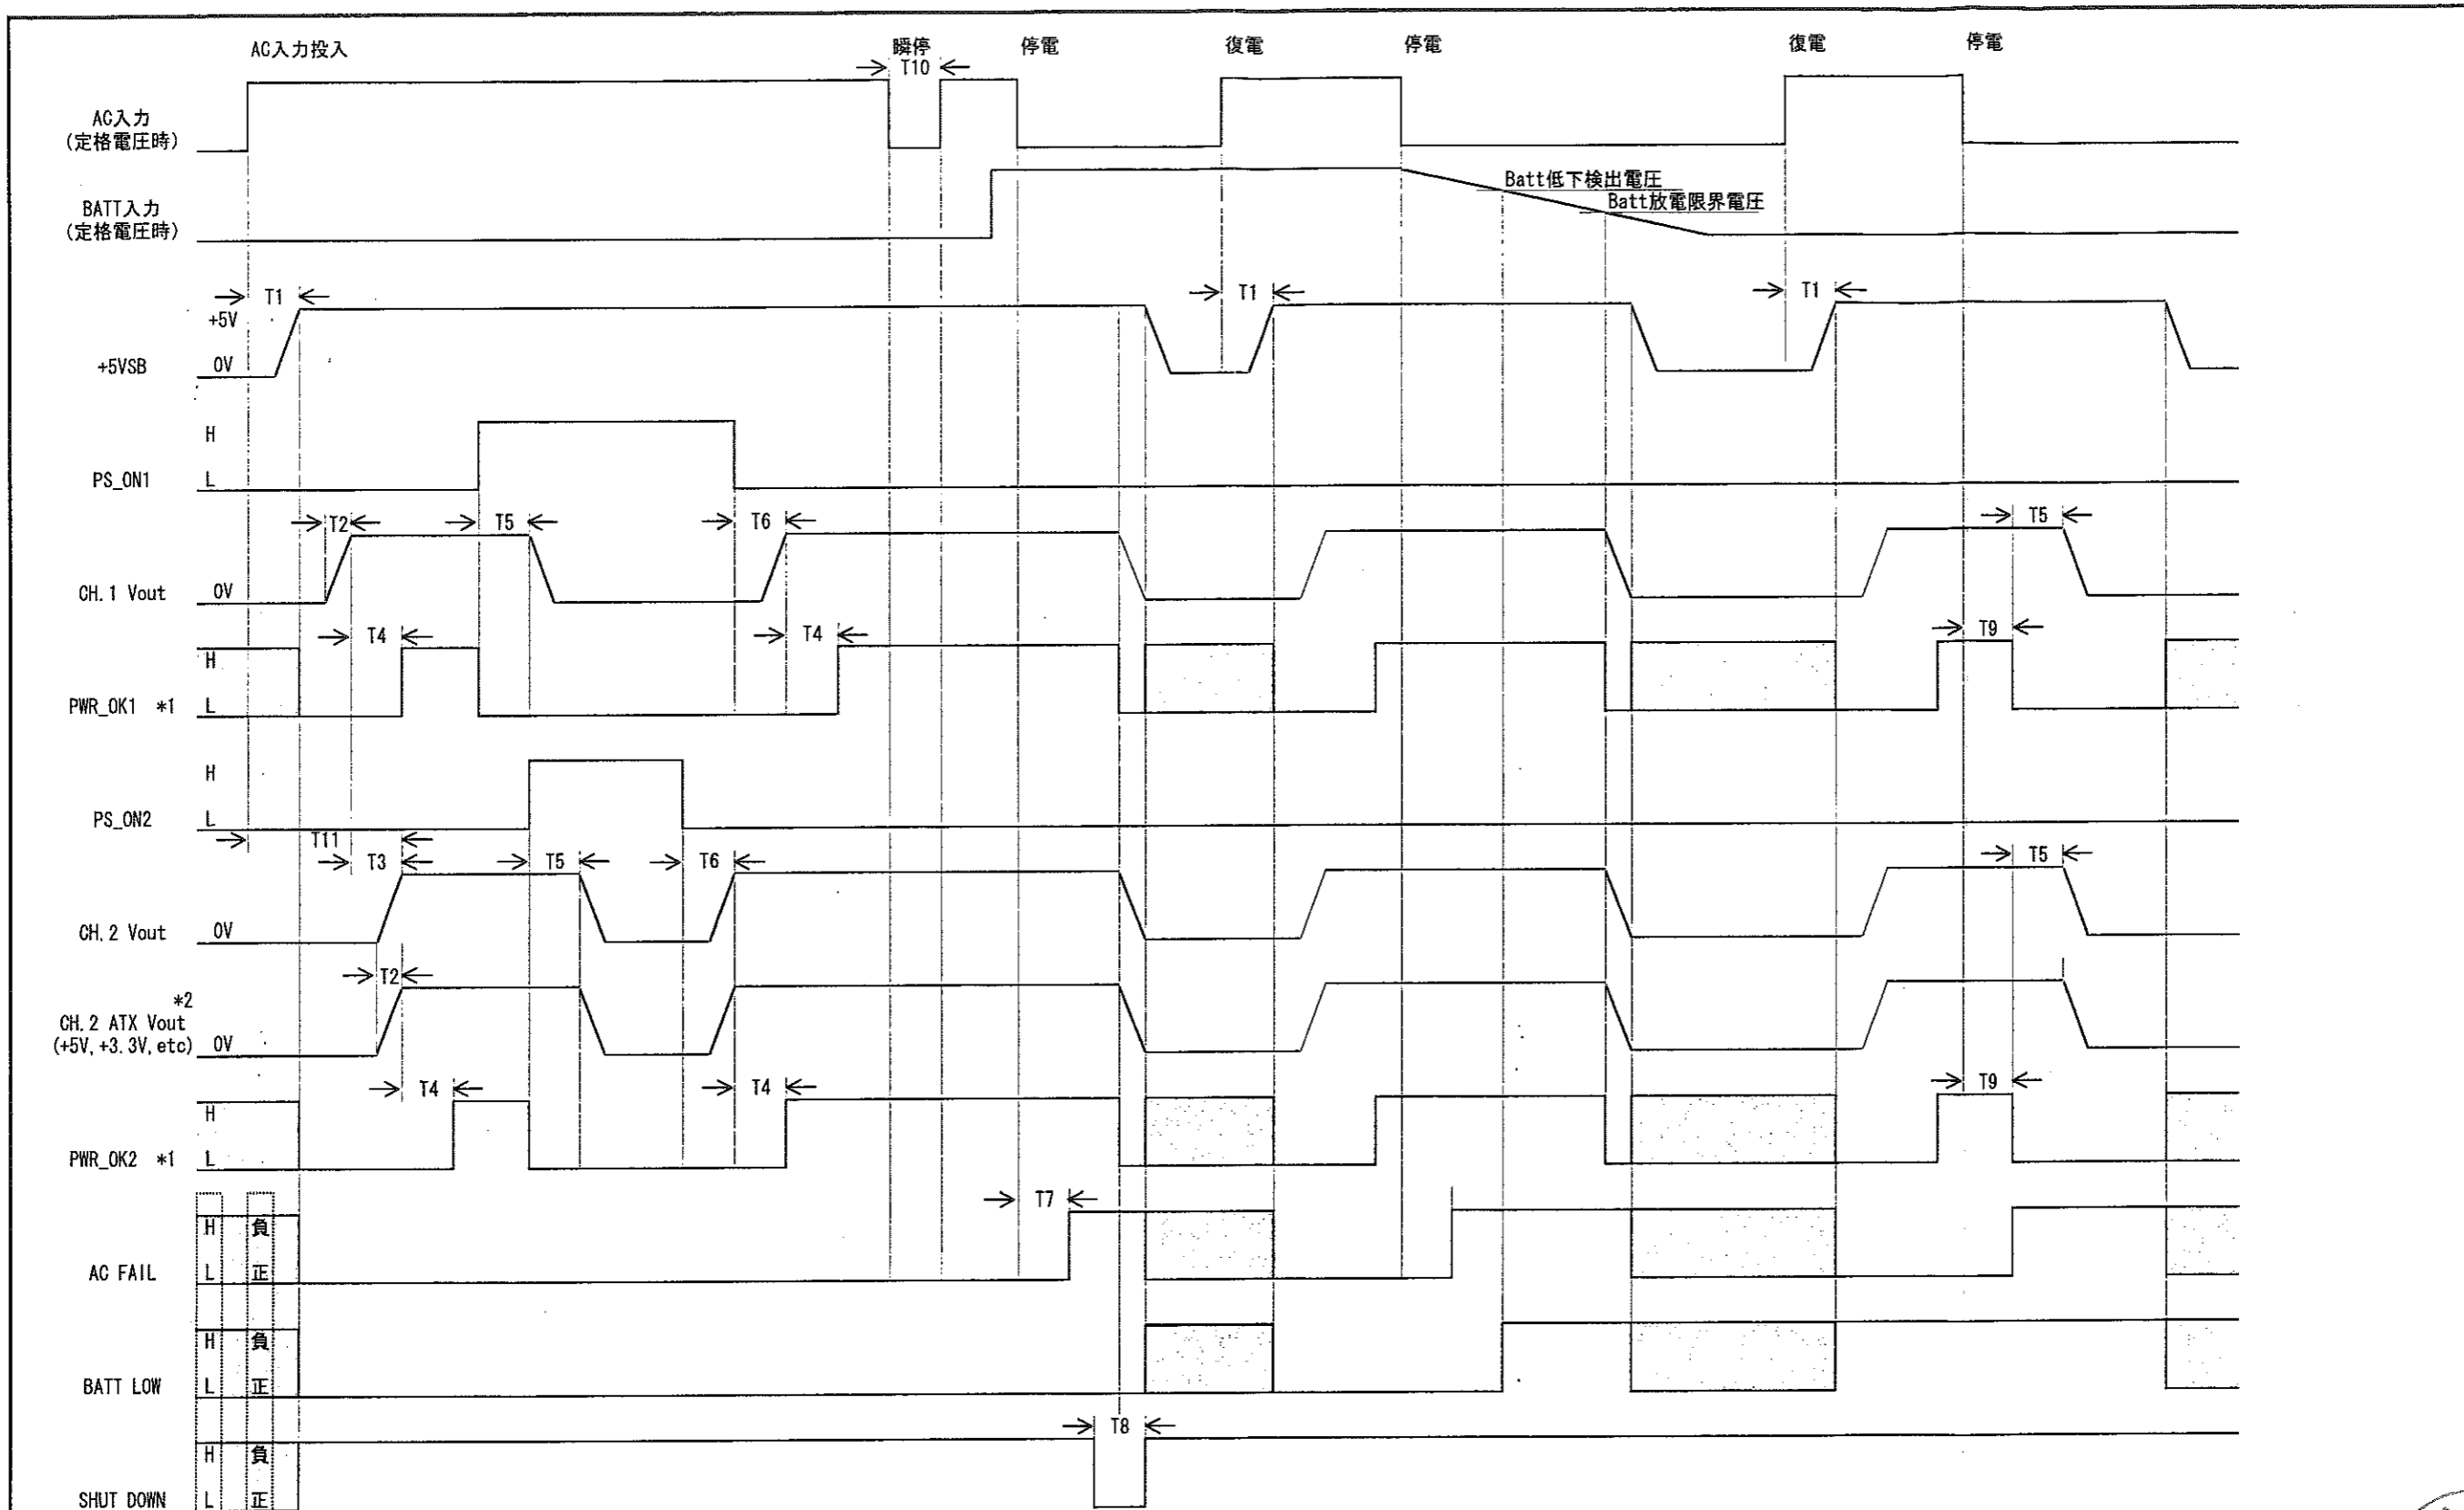 AC入力投入 瞬停 停電 復電 停電 復電 停電
T10
AC入力
(定格電圧時)
Batt低下検出電圧
BATT入力
(定格電圧時)
Batt放電限界電圧
T1 T1 T1
+5V
+5VSB 0V
H
PS_ON1 L
T2 T5 T6 T5
CH.1 Vout 0V
T4 T4 T9
H
PWR_OK1 *1 L
H
PS_ON2 L
T11
T3 T5 T6 T5
CH.2 Vout 0V
T2
*2
CH.2 ATX Vout
(+5V,+3.3V,etc) 0V
T4 T4 T9
H
PWR_OK2 *1 L
T7
H 負
AC FAIL L 正
H 負
BATT LOW L 正
T8
H 負
SHUT DOWN L 正